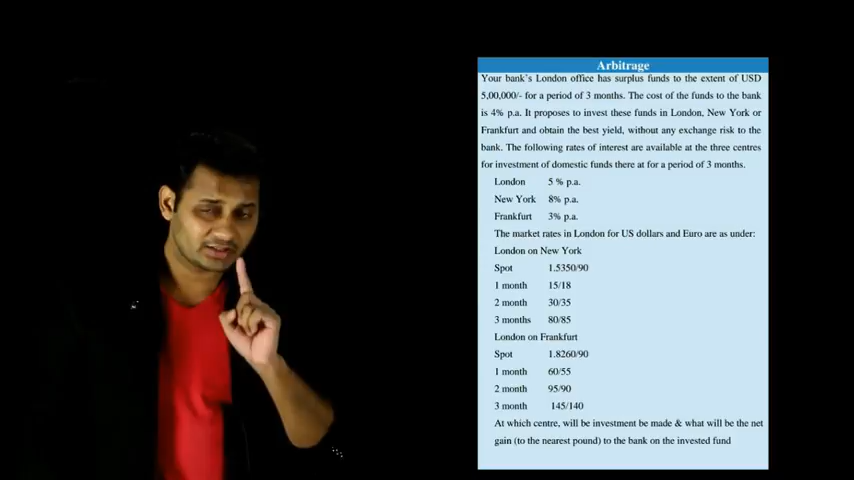 Arbitrage
Your bank's London office has surplus funds to the extent of USD
5,00,000/- for a period of 3 months. The cost of the funds to the bank
is 4% p.a. It proposes to invest these funds in London, New York or
Frankfurt and obtain the best yield, without any exchange risk to the
bank. The following rates of interest are available at the three centres
for investment of domestic funds there at for a period of 3 months.
London 5 % p.a.
New York 8% p.a.
Frankfurt 3% p.a.
The market rates in London for US dollars and Euro are as under:
London on New York
Spot 1.5350/90
1 month 15/18
2 month 30/35
3 months 80/85
London on Frankfurt
Spot 1.8260/90
1 month 60/55
2 month 95/90
3 month 145/140
At which centre, will be investment be made & what will be the net
gain (to the nearest pound) to the bank on the invested fund